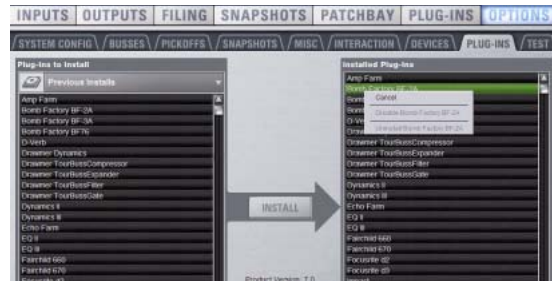 INPUTS OUTPUTS FILING SNAPSHOTS PATCHBAY PLUG-INS OPTIONS
SYSTEM CONFIG BUSSES PICKOFFS SNAPSHOTS MISC INTERACTION DEVICES PLUG-INS TEST
Plug-Ins to Install
Previous Installs
Amp Farm
Bomb Factory BF-2A
Bomb Factory BF-3A
Bomb Factory BF76
D-Verb
Drawmer Dynamics
Drawmer TourBussCompressor
Drawmer TourBussExpander
Drawmer TourBussFilter
Drawmer TourBussGate
Dynamics II
Dynamics III
Echo Farm
EQ II
EQ III
Fairchild 660
Fairchild 670
Focusrite d2
INSTALL
Product Version: 7.0
Installed Plug-Ins
Amp Farm
Bomb Factory BF-2A
Cancel
Disable Bomb Factory BF-2A
Uninstall Bomb Factory BF-2A
Drawmer TourBussCompressor
Drawmer TourBussExpander
Drawmer TourBussFilter
Drawmer TourBussGate
Dynamics II
Dynamics III
Echo Farm
EQ II
EQ III
Fairchild 660
Fairchild 670
Focusrite d2
Focusrite d3